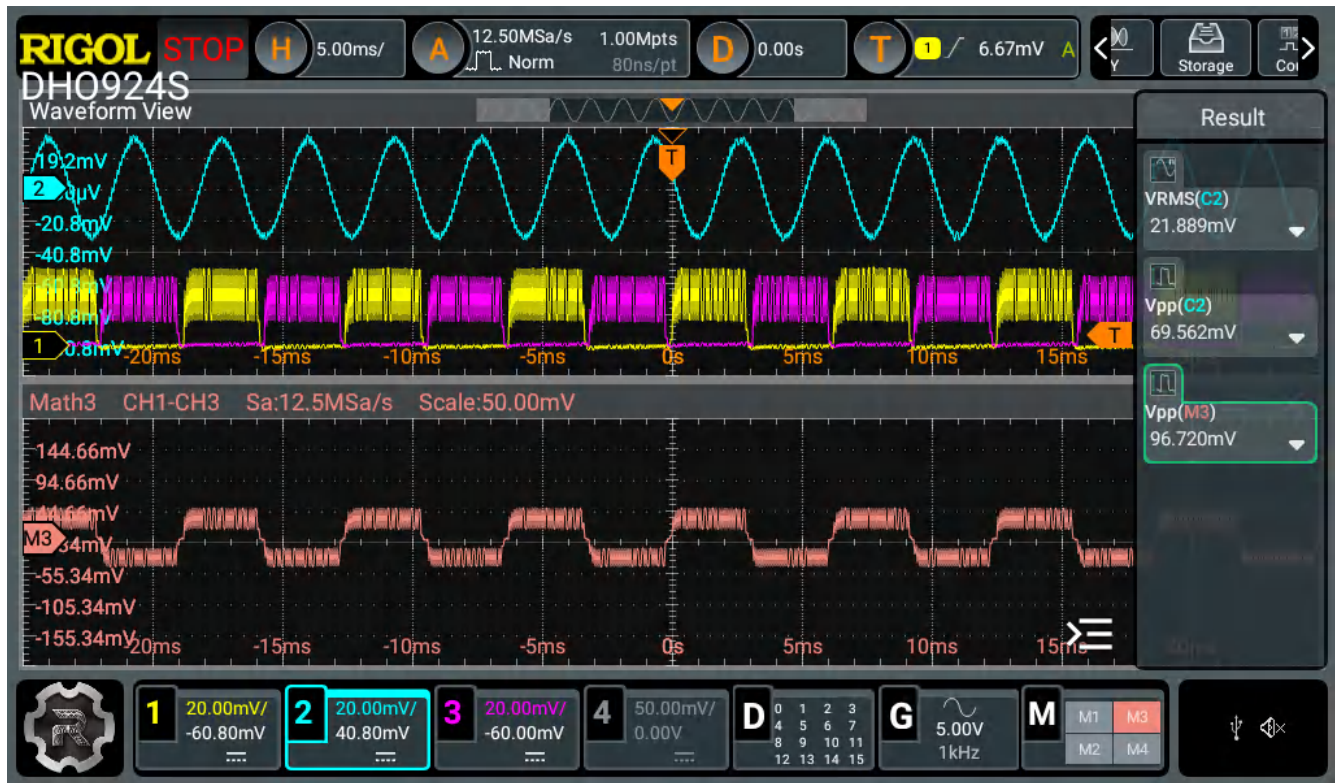 RIGOL STOP H 5.00ms/ A 12.50MSa/s 1.00Mpts D 0.00s T 1 6.67mV A
Norm 80ns/pt
Y Storage
DHO924S
Waveform View
Result
19.2mV
2
-20.8mV
-40.8mV
-80.8mV
1
-20ms -15ms -10ms -5ms 0s 5ms 10ms 15ms
T
T
VRMS(C2)
21.889mV
Vpp(C2)
69.562mV
Vpp(M3)
96.720mV
Math3 CH1-CH3 Sa:12.5MSa/s Scale:50.00mV
144.66mV
94.66mV
44.66mV
M3
-55.34mV
-105.34mV
-155.34mV
-20ms -15ms -10ms -5ms 0s 5ms 10ms
R
1 20.00mV/ -60.80mV
2 20.00mV/ 40.80mV
3 20.00mV/ -60.00mV
4 50.00mV/ 0.00V
D 0 1 2 3
4 5 6 7
8 9 10 11
12 13 14 15
G 5.00V
1kHz
M M1 M3
M2 M4